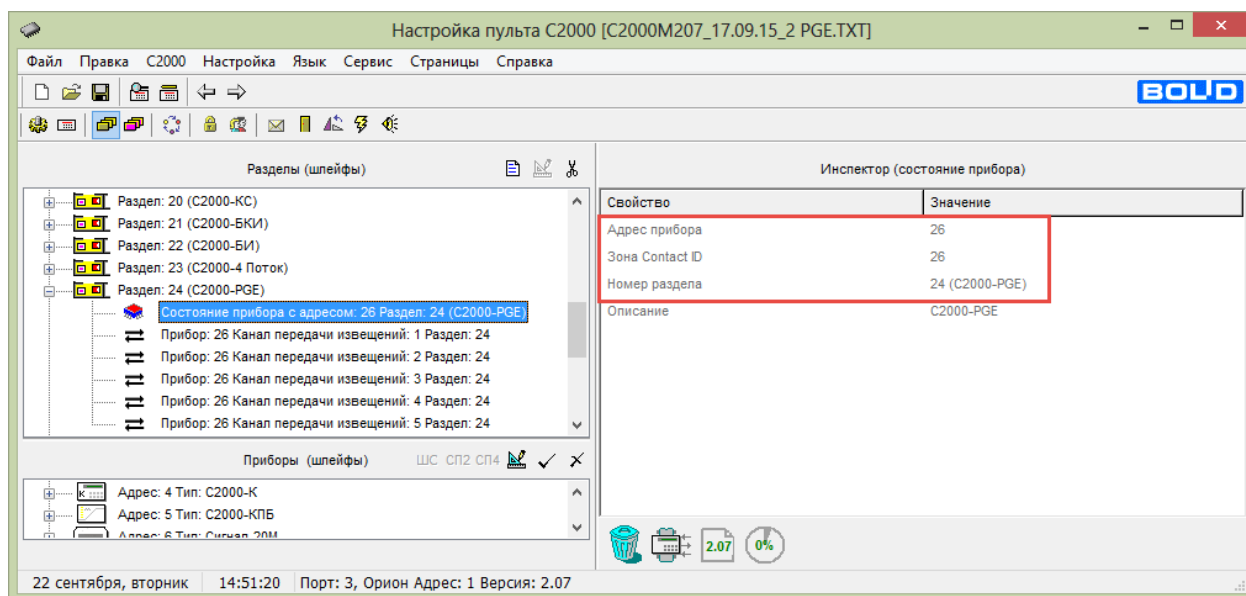 Настройка пульта С2000 [C2000M207_17.09.15_2 PGE.TXT]
Файл Правка С2000 Настройка Язык Сервис Страницы Справка
BOLID
Разделы (шлейфы)
Инспектор (состояние прибора)
Раздел: 20 (С2000-КС)
Раздел: 21 (С2000-БКИ)
Раздел: 22 (С2000-БИ)
Раздел: 23 (С2000-4 Поток)
Раздел: 24 (С2000-PGE)
Состояние прибора с адресом: 26 Раздел: 24 (С2000-PGE)
Прибор: 26 Канал передачи извещений: 1 Раздел: 24
Прибор: 26 Канал передачи извещений: 2 Раздел: 24
Прибор: 26 Канал передачи извещений: 3 Раздел: 24
Прибор: 26 Канал передачи извещений: 4 Раздел: 24
Прибор: 26 Канал передачи извещений: 5 Раздел: 24
Свойство Значение
Адрес прибора 26
Зона Contact ID 26
Номер раздела 24 (С2000-PGE)
Описание С2000-PGE
Приборы (шлейфы) ШС СП2 СП4
Адрес: 4 Тип: С2000-К
Адрес: 5 Тип: С2000-КПБ
Адрес: 6 Тип: Сигнал 20М
2.07 0%
22 сентября, вторник 14:51:20 Порт: 3, Орион Адрес: 1 Версия: 2.07